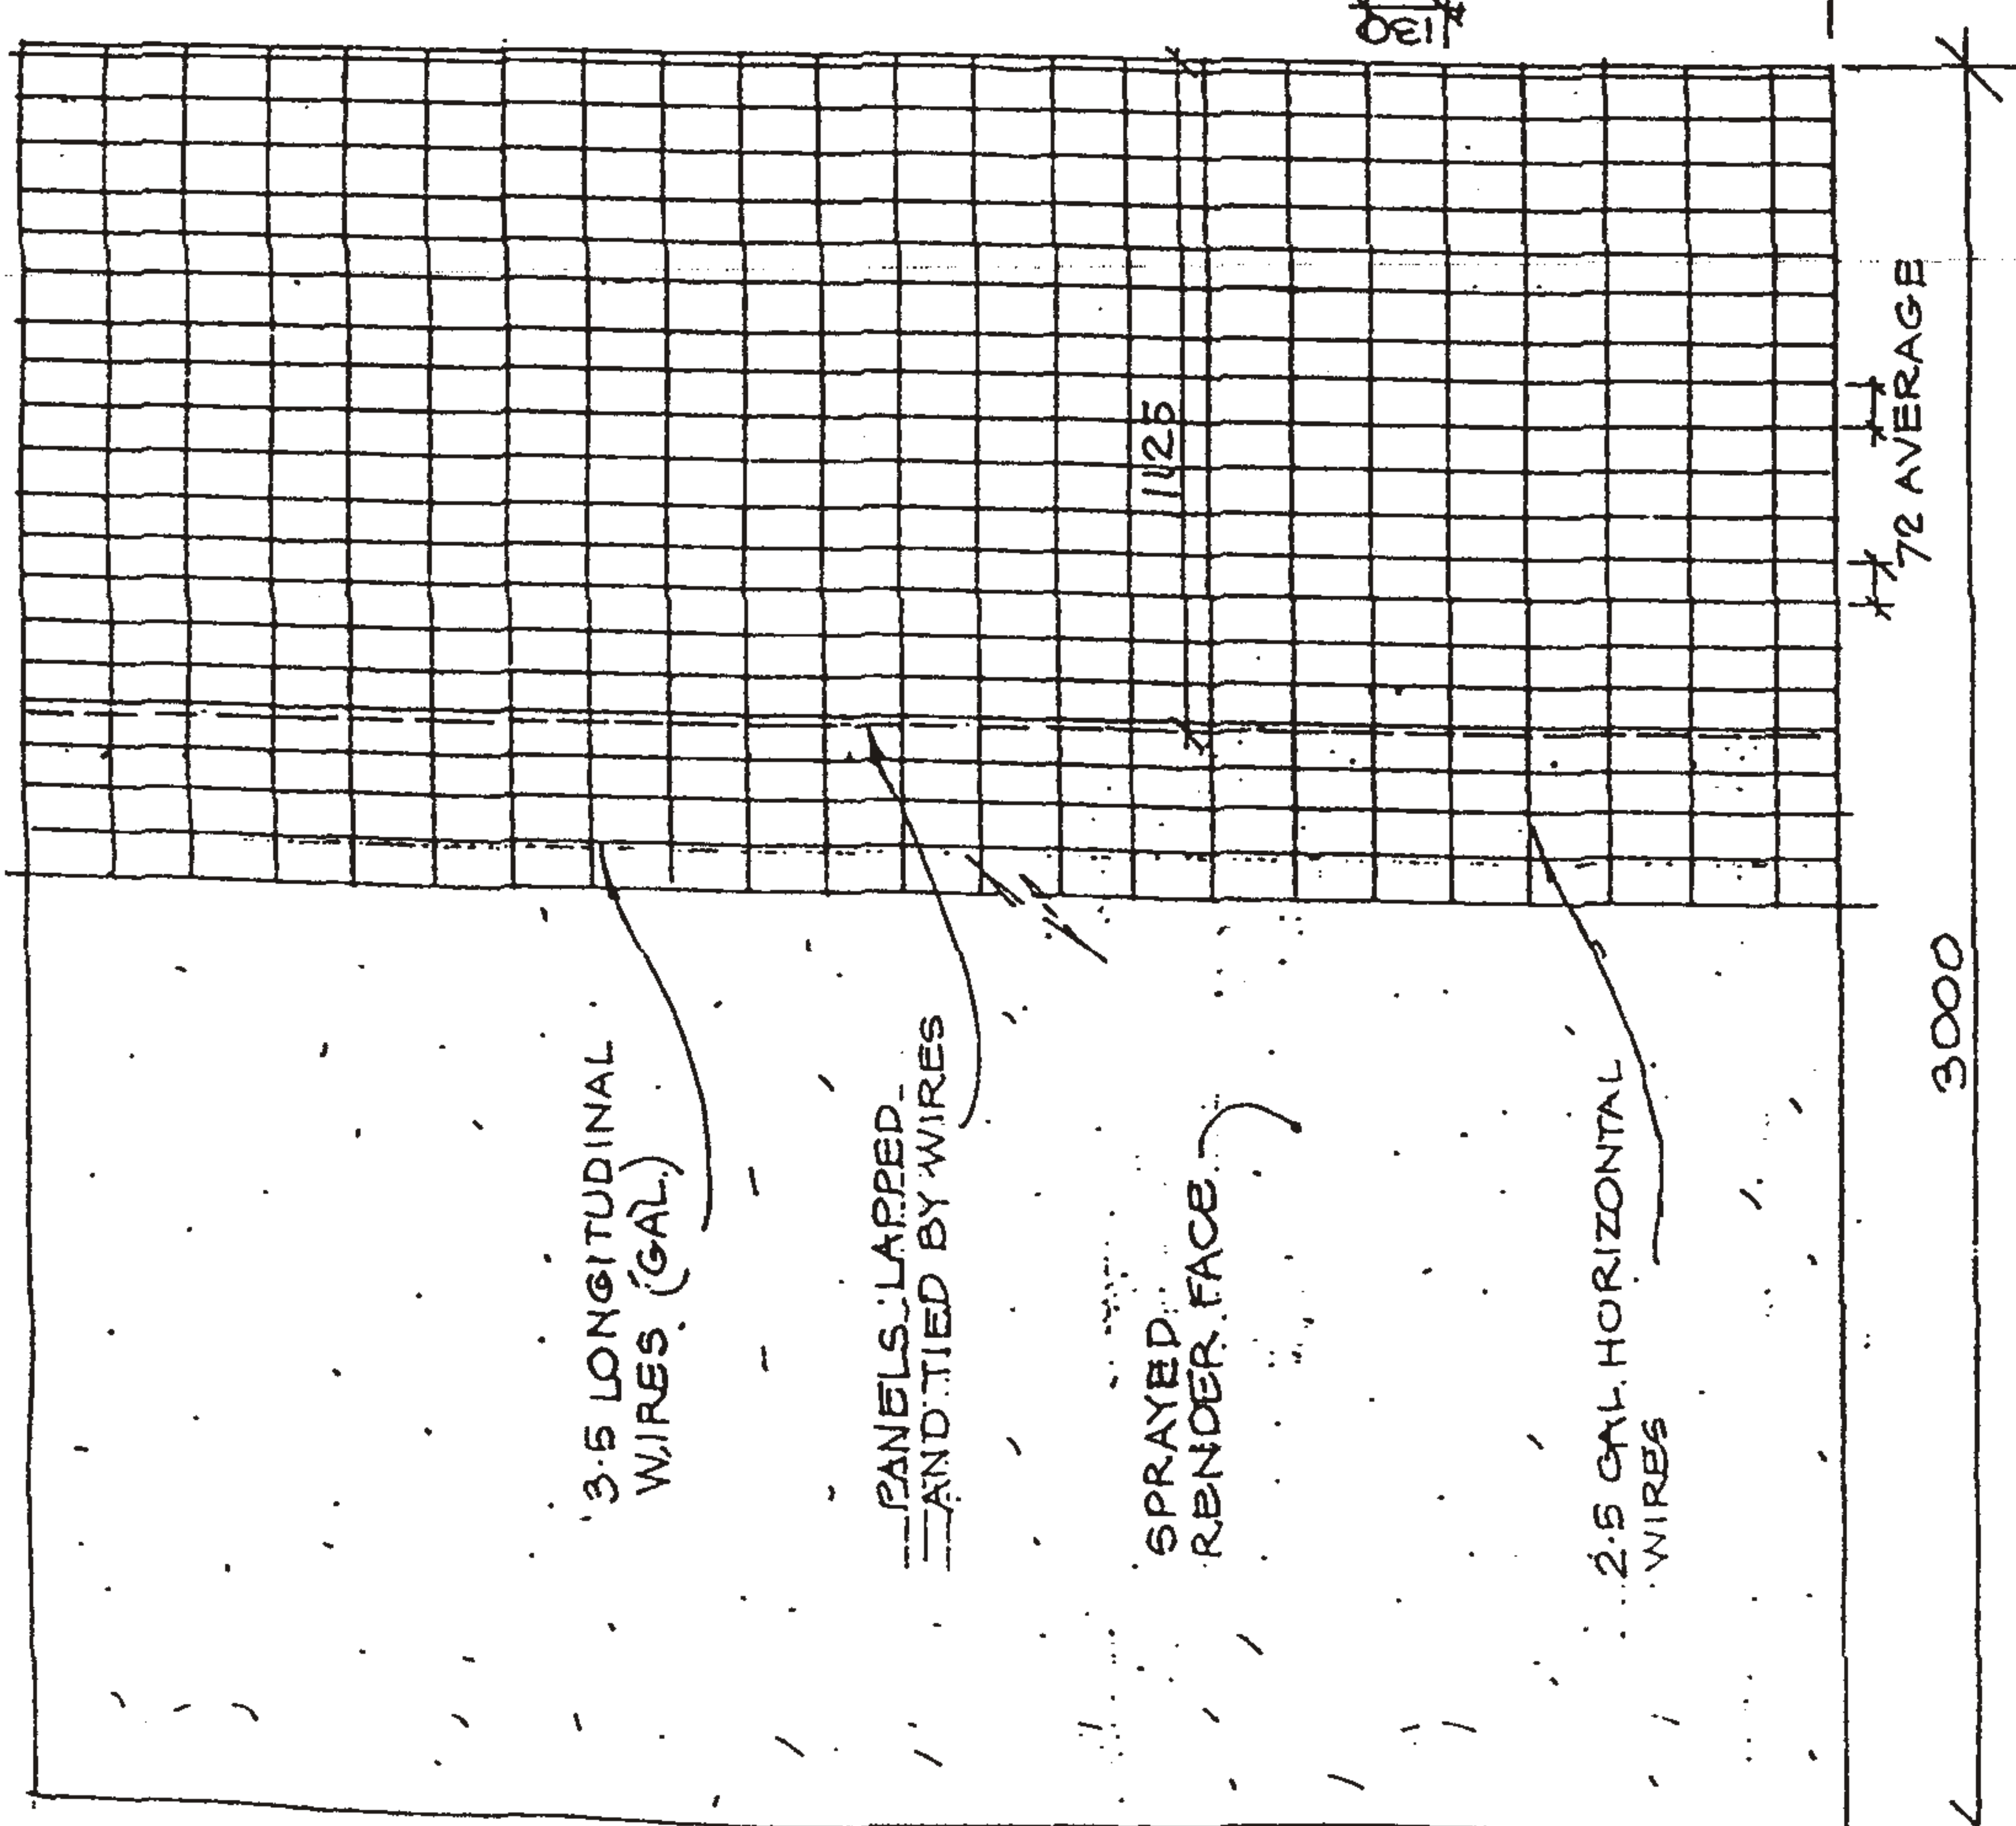 130
3·5 LONGITUDINAL
WIRES (GAL.)
PANELS LAPPED
AND TIED BY WIRES
1125
SPRAYED
RENDER FACE
2·5 GAL. HORIZONTAL
WIRES
72 AVERAGE
3000